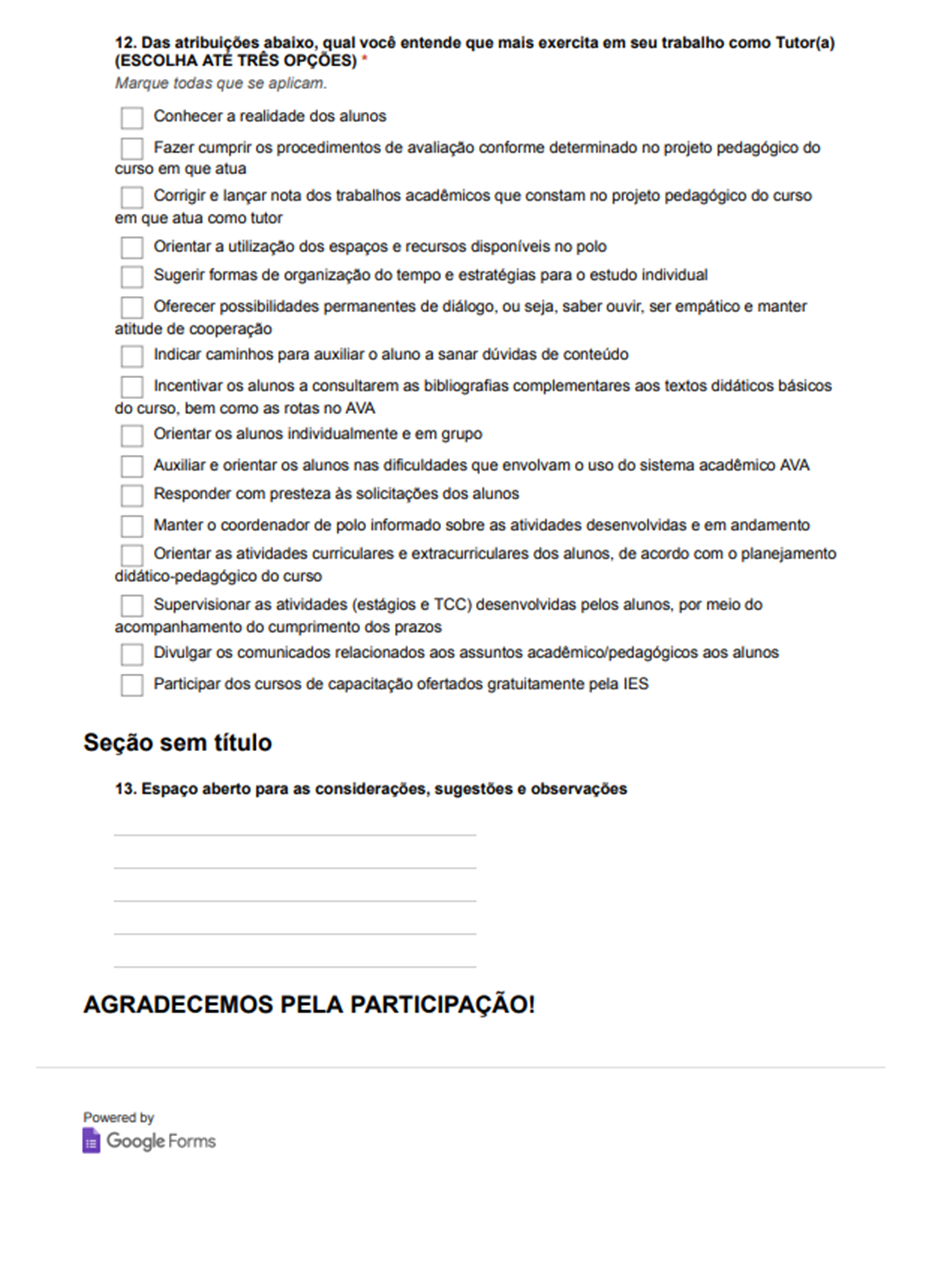 12. Das atribuições abaixo, qual você entende que mais exercita em seu trabalho como Tutor(a)
(ESCOLHA ATÉ TRÊS OPÇÕES) *
Marque todas que se aplicam.
Conhecer a realidade dos alunos
Fazer cumprir os procedimentos de avaliação conforme determinado no projeto pedagógico do
curso em que atua
Corrigir e lançar nota dos trabalhos acadêmicos que constam no projeto pedagógico do curso
em que atua como tutor
Orientar a utilização dos espaços e recursos disponíveis no polo
Sugerir formas de organização do tempo e estratégias para o estudo individual
Oferecer possibilidades permanentes de diálogo, ou seja, saber ouvir, ser empático e manter
atitude de cooperação
Indicar caminhos para auxiliar o aluno a sanar dúvidas de conteúdo
Incentivar os alunos a consultarem as bibliografias complementares aos textos didáticos básicos
do curso, bem como as rotas no AVA
Orientar os alunos individualmente e em grupo
Auxiliar e orientar os alunos nas dificuldades que envolvam o uso do sistema acadêmico AVA
Responder com presteza às solicitações dos alunos
Manter o coordenador de polo informado sobre as atividades desenvolvidas e em andamento
Orientar as atividades curriculares e extracurriculares dos alunos, de acordo com o planejamento
didático-pedagógico do curso
Supervisionar as atividades (estágios e TCC) desenvolvidas pelos alunos, por meio do
acompanhamento do cumprimento dos prazos
Divulgar os comunicados relacionados aos assuntos acadêmico/pedagógicos aos alunos
Participar dos cursos de capacitação ofertados gratuitamente pela IES
Seção sem título
13. Espaço aberto para as considerações, sugestões e observações
AGRADECEMOS PELA PARTICIPAÇÃO!
Powered by
Google Forms